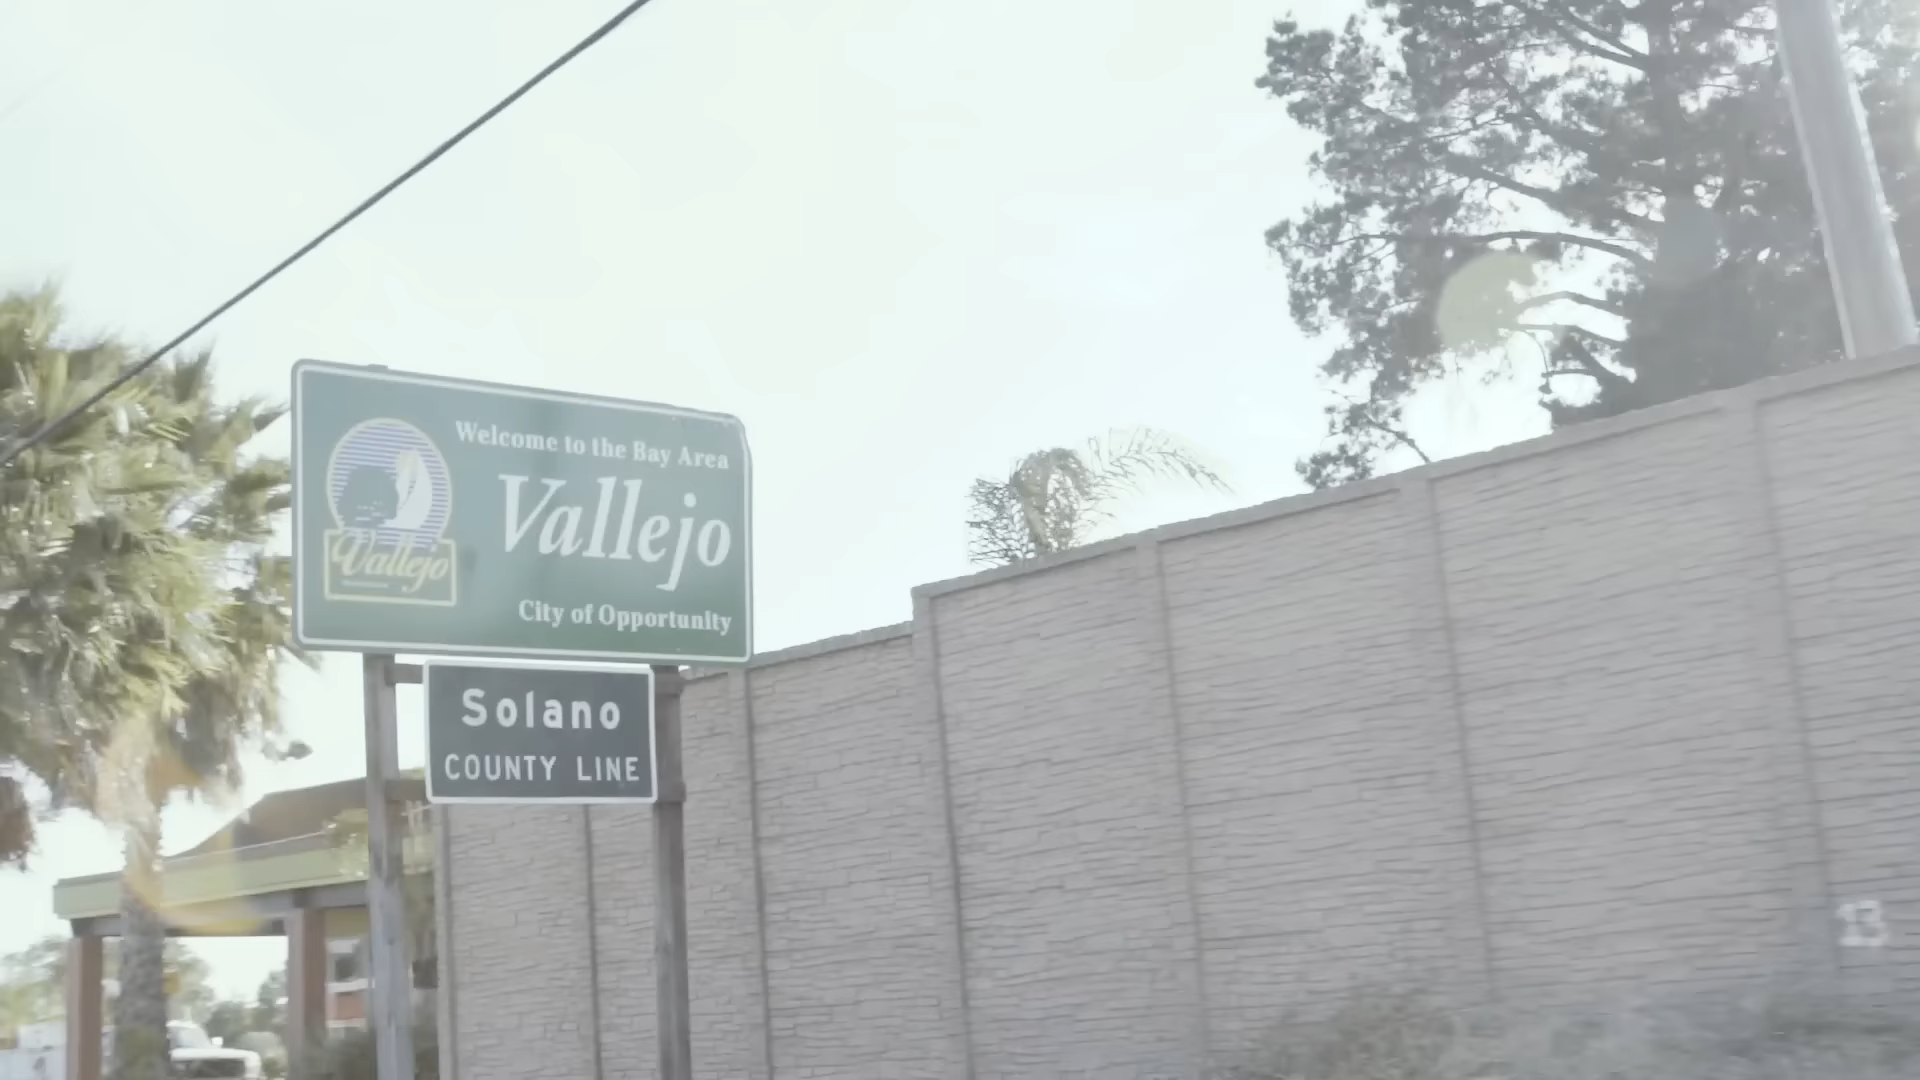 Welcome to the Bay Area
Vallejo
Vallejo
City of Opportunity
Solano
COUNTY LINE
13